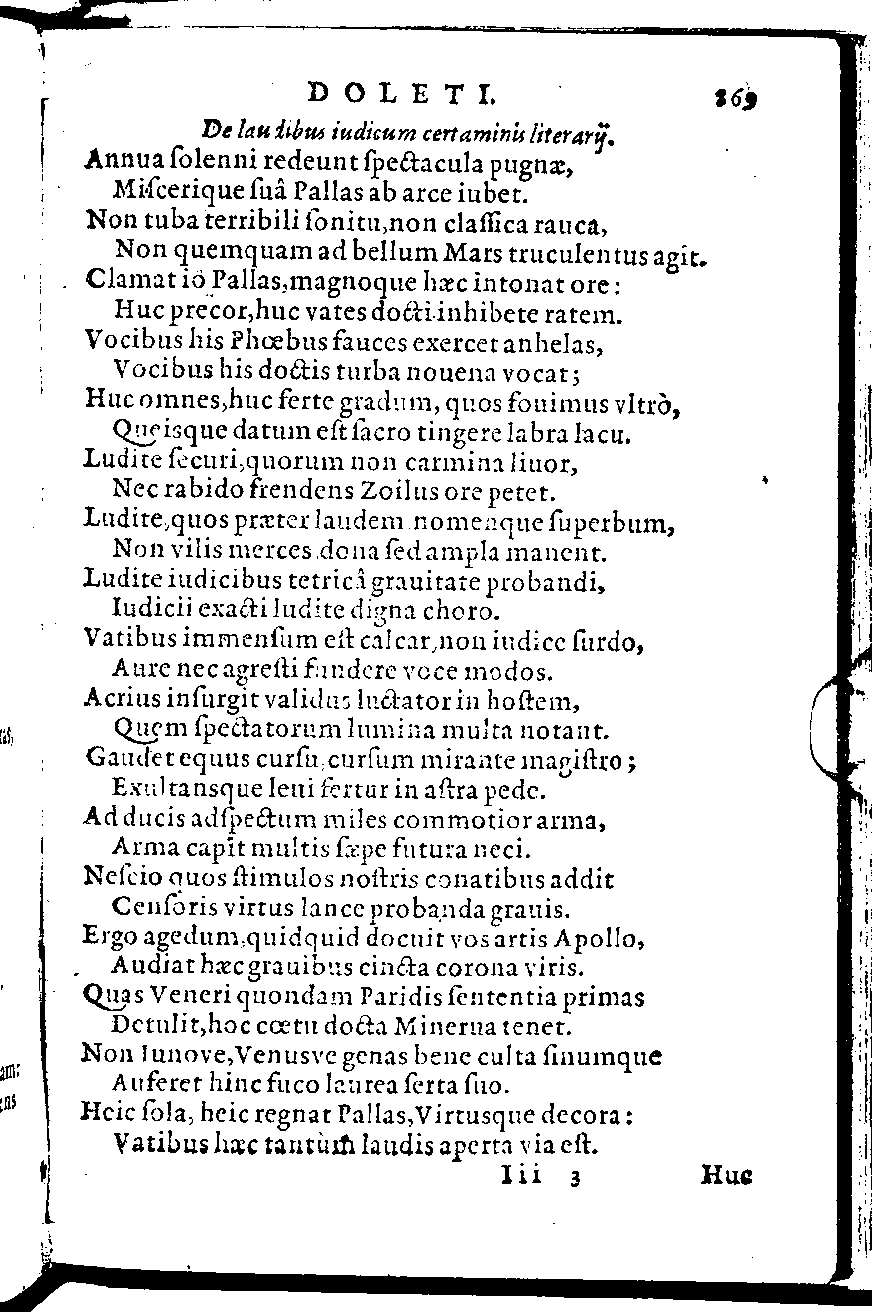 DOLETI. 869
De laudibus iudicum certaminis literarij.
Annua ſolenni redeunt ſpectacula pugnæ,
Miſcerique ſuâ Pallas ab arce iubet.
Non tuba terribili ſonitu, non claſſica rauca,
Non quemquam ad bellum Mars truculentus agit.
Clamat iô Pallas, magnoque hæc intonat ore:
Huc precor, huc vates docti inhibete ratem.
Vocibus his Phœbus fauces exercet anhelas,
Vocibus his doctis turba nouena vocat;
Huc omnes, huc ferte gradum, quos fouimus vltrò,
Queisque datum eſt ſacro tingere labra lacu.
Ludite ſecuri, quorum non carmina liuor,
Nec rabido frendens Zoilus ore petet.
Ludite, quos præter laudem nomenque ſuperbum,
Non vilis merces, dona ſed ampla manent.
Ludite iudicibus tetricâ grauitate probandi,
Iudicii exacti ludite digna choro.
Vatibus immenſum eſt calcar, non iudice ſurdo,
Aure nec agreſti fundere voce modos.
Acrius inſurgit validus luctator in hoſtem,
Quem ſpectatorum lumina multa notant.
Gaudet equus curſu, curſum mirante magiſtro;
Exultansque leui fertur in aſtra pede.
Ad ducis adſpectum miles commotior arma,
Arma capit multis ſæpe futura neci.
Neſcio quos ſtimulos noſtris conatibus addit
Cenſoris virtus lance probanda grauis.
Ergo agedum, quidquid docuit vos artis Apollo,
Audiat hæc grauibus cincta corona viris.
Quas Veneri quondam Paridis ſententia primas
Detulit, hoc cœtu docta Minerua tenet.
Non Iunove, Venusve genas bene culta ſinumque
Auferet hinc fuco laurea ſerta ſuo.
Heic ſola, heic regnat Pallas, Virtusque decora:
Vatibus hæc tantùm laudis aperta via eſt.
Iii 3 Huc